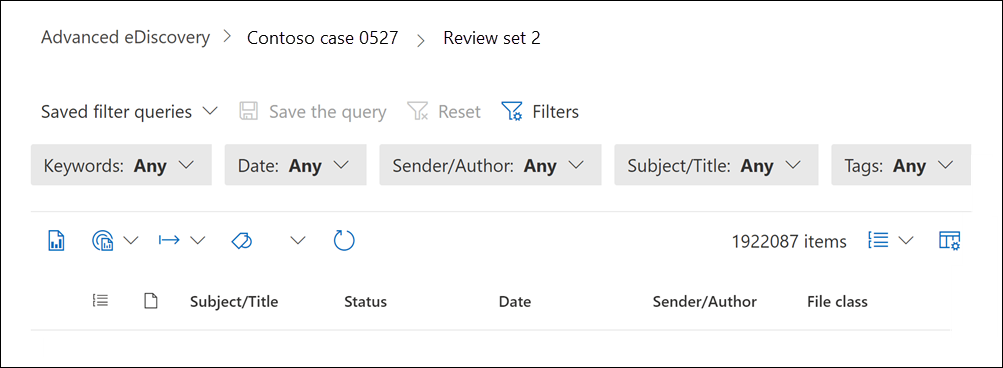 Advanced eDiscovery > Contoso case 0527 > Review set 2
Saved filter queries Save the query Reset Filters
Keywords: Any Date: Any Sender/Author: Any Subject/Title: Any Tags: Any
1922087 items
Subject/Title Status Date Sender/Author File class